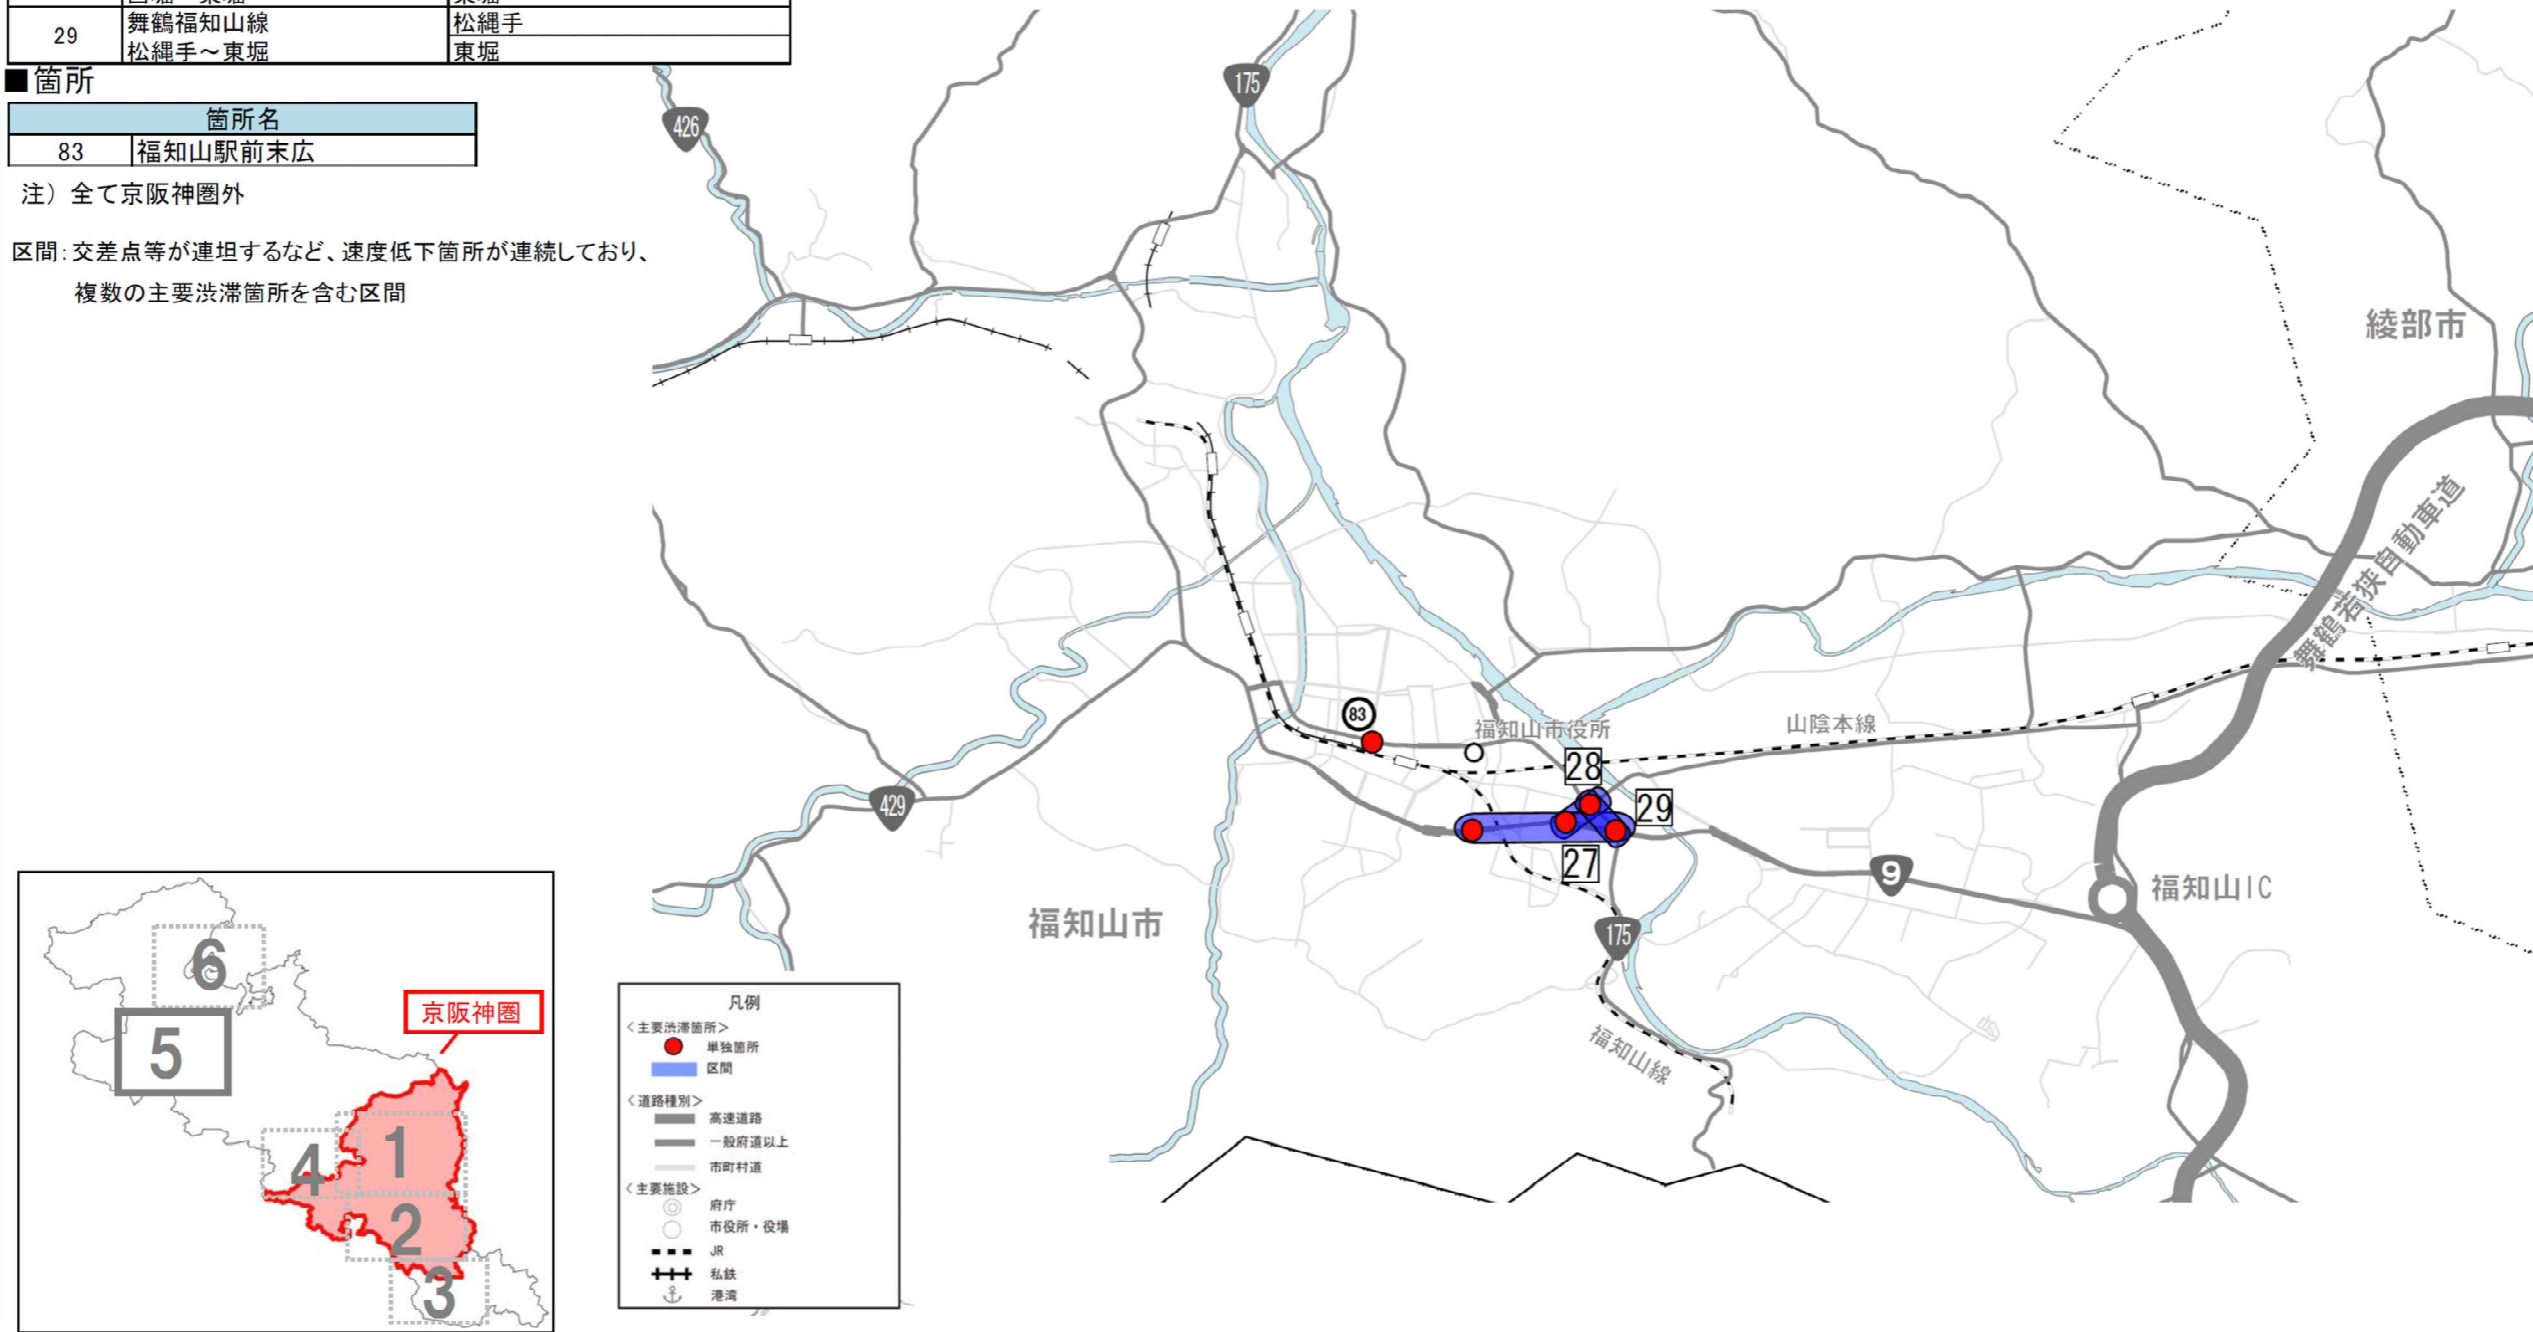 29
舞鶴福知山線
松縄手～東堀
松縄手
東堀
■箇所
箇所名
83
福知山駅前末広
注）全て京阪神圏外
区間：交差点等が連坦するなど、速度低下箇所が連続しており、
複数の主要渋滞箇所を含む区間
426
175
綾部市
舞鶴若狭自動車道
83
福知山市役所
山陰本線
28
29
27
429
9
福知山IC
福知山市
175
福知山線
6
5
京阪神圏
4
1
2
3
凡例
＜主要渋滞箇所＞
単独箇所
区間
＜道路種別＞
高速道路
一般府道以上
市町村道
＜主要施設＞
府庁
市役所・役場
JR
私鉄
港湾